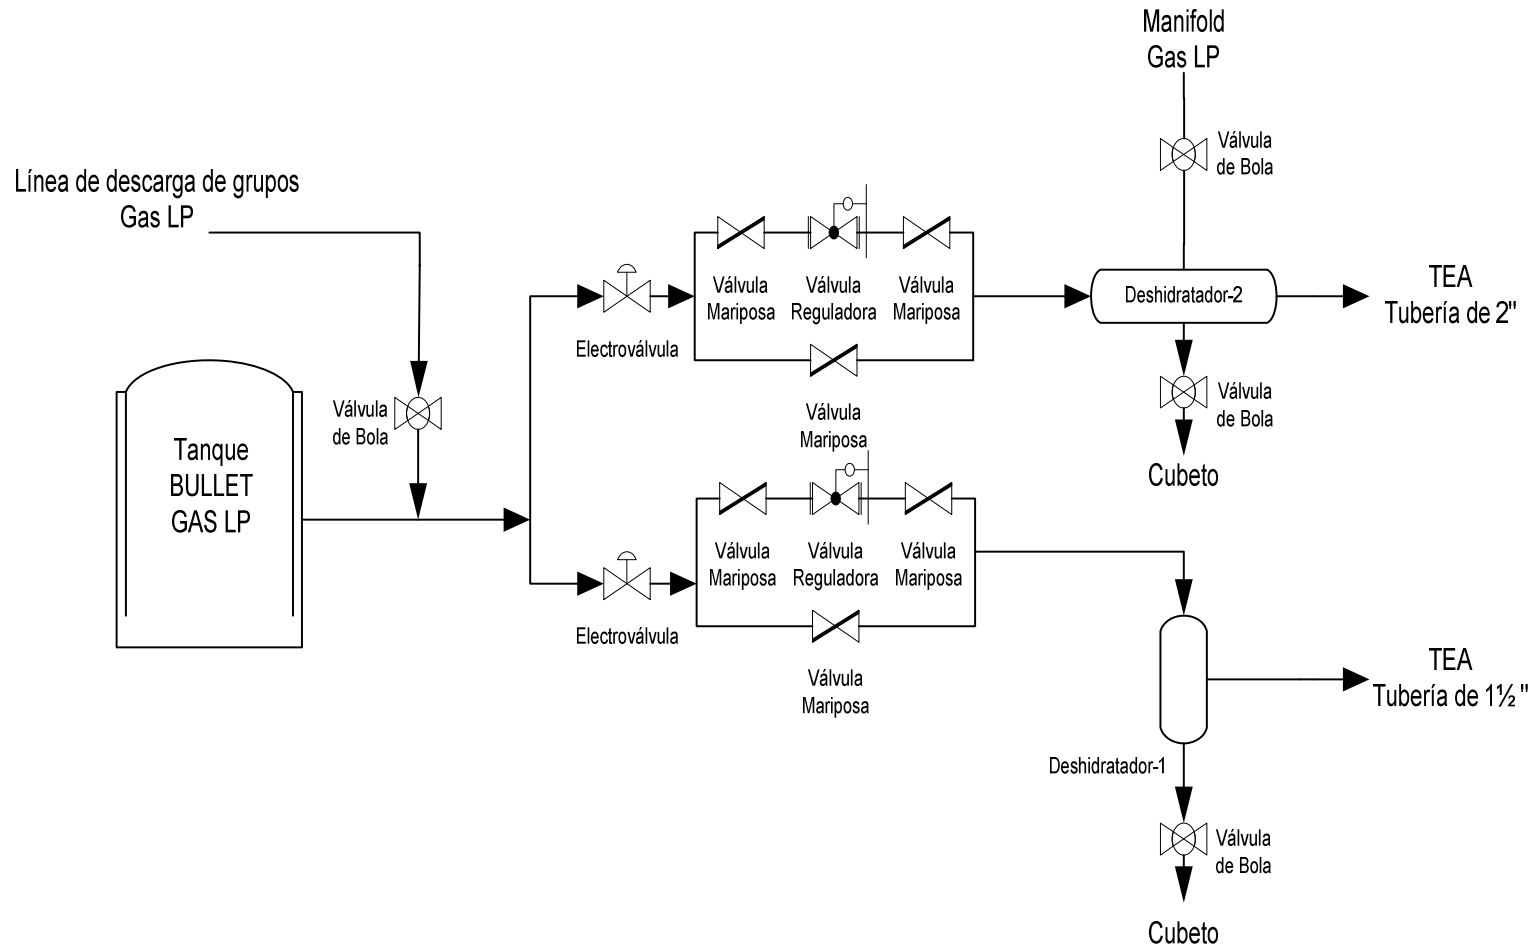 Manifold
Gas LP
Válvula
de Bola
Línea de descarga de grupos
Gas LP
Válvula
Mariposa
Válvula
Reguladora
Válvula
Mariposa
Deshidratador-2
TEA
Tubería de 2"
Electroválvula
Válvula
Mariposa
Válvula
de Bola
Cubeto
Válvula
de Bola
Tanque
BULLET
GAS LP
Válvula
Mariposa
Válvula
Reguladora
Válvula
Mariposa
Electroválvula
Válvula
Mariposa
TEA
Tubería de 1½ "
Deshidratador-1
Válvula
de Bola
Cubeto